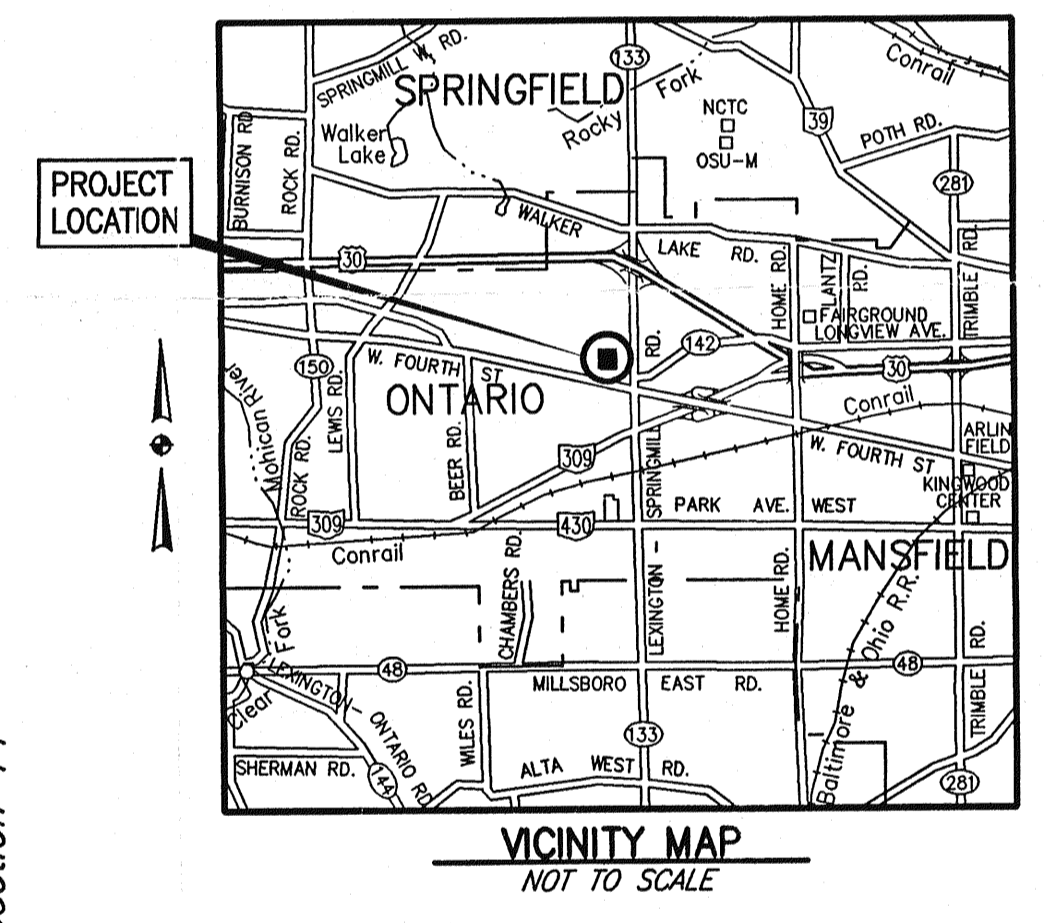 SPRINGMILL W. RD.
133
Conrail
SPRINGFIELD
Fork
Rocky
NCTC
OSU-M
39
POTH RD.
Walker
Lake
BURNISON RD
ROCK RD.
281
PROJECT
LOCATION
WALKER
LAKE RD.
30
HOME RD.
LANTZ
RD.
TRIMBLE RD.
FAIRGROUND
LONGVIEW AVE.
RD.
142
150
W. FOURTH ST
30
ONTARIO
Conrail
Mohican River
LEWIS RD.
ROCK RD.
BEER RD.
309
SPRINGMILL
W. FOURTH ST
ARLIN
FIELD
KINGWOOD
CENTER
309
430
PARK AVE. WEST
Conrail
MANSFIELD
CHAMBERS RD.
LEXINGTON -
HOME RD.
Baltimore & Ohio R.R.
Fork
Clear
48
48
LEXINGTON - ONTARIO RD.
MILLSBORO EAST RD.
WILES RD.
TRIMBLE RD.
133
SHERMAN RD.
144
ALTA WEST RD.
281
VICINITY MAP
NOT TO SCALE